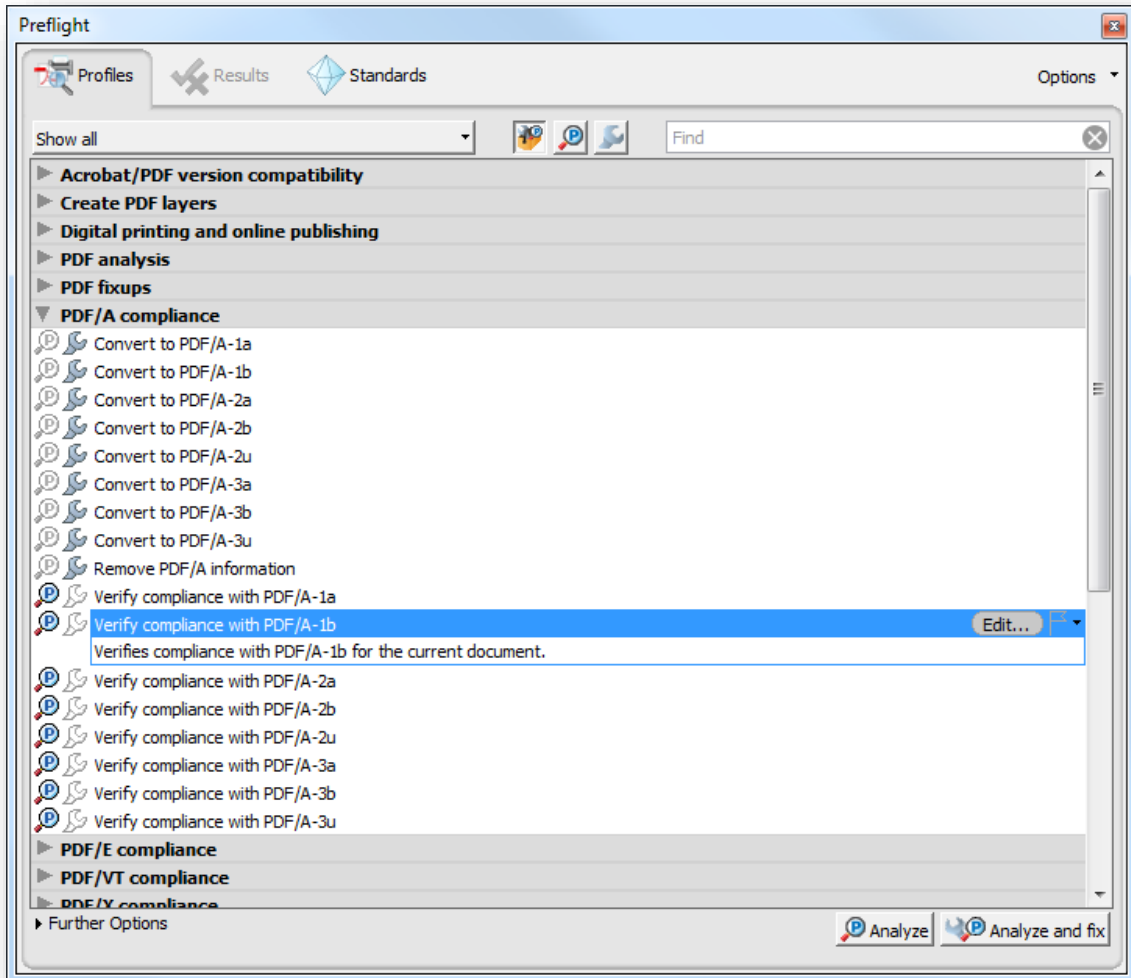 Preflight
Profiles Results Standards Options
Show all Find
Acrobat/PDF version compatibility
Create PDF layers
Digital printing and online publishing
PDF analysis
PDF fixups
PDF/A compliance
Convert to PDF/A-1a
Convert to PDF/A-1b
Convert to PDF/A-2a
Convert to PDF/A-2b
Convert to PDF/A-2u
Convert to PDF/A-3a
Convert to PDF/A-3b
Convert to PDF/A-3u
Remove PDF/A information
Verify compliance with PDF/A-1a
Verify compliance with PDF/A-1b Edit...
Verifies compliance with PDF/A-1b for the current document.
Verify compliance with PDF/A-2a
Verify compliance with PDF/A-2b
Verify compliance with PDF/A-2u
Verify compliance with PDF/A-3a
Verify compliance with PDF/A-3b
Verify compliance with PDF/A-3u
PDF/E compliance
PDF/VT compliance
PDF/X compliance
Further Options Analyze Analyze and fix